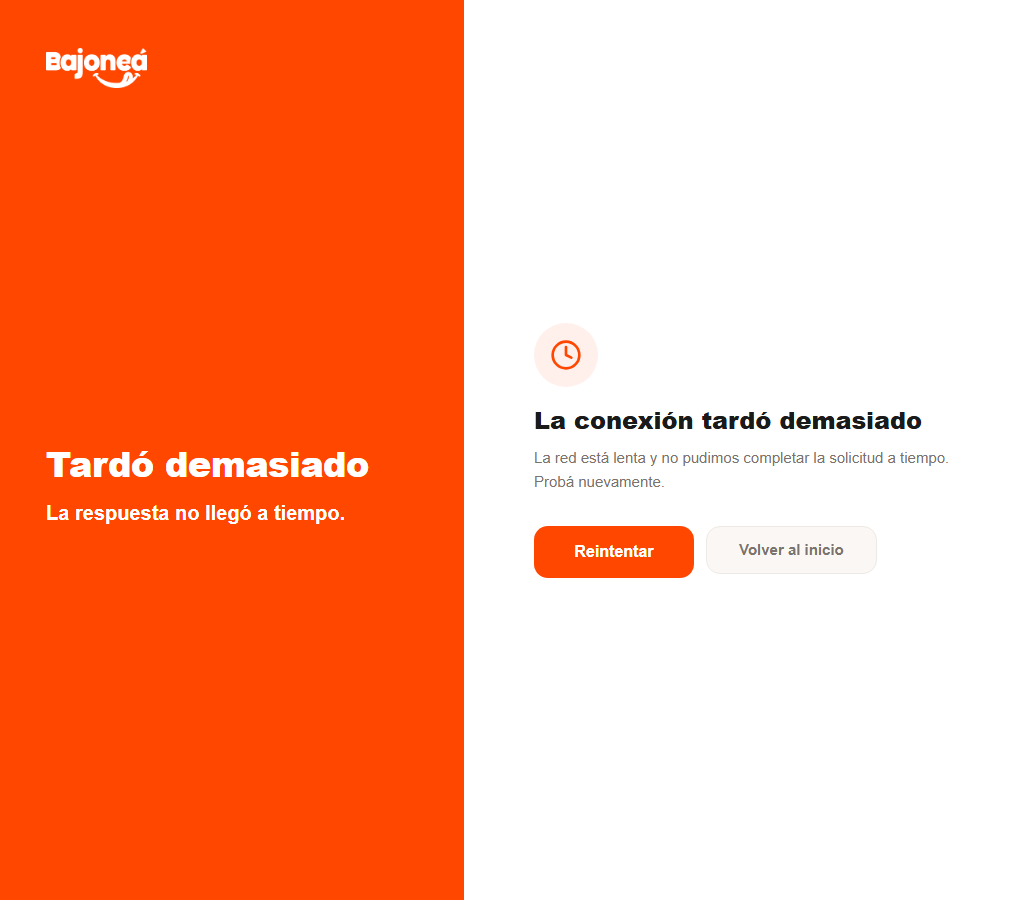 Bajoneá
Tardó demasiado
La respuesta no llegó a tiempo.
La conexión tardó demasiado
La red está lenta y no pudimos completar la solicitud a tiempo.
Probá nuevamente.
Reintentar
Volver al inicio